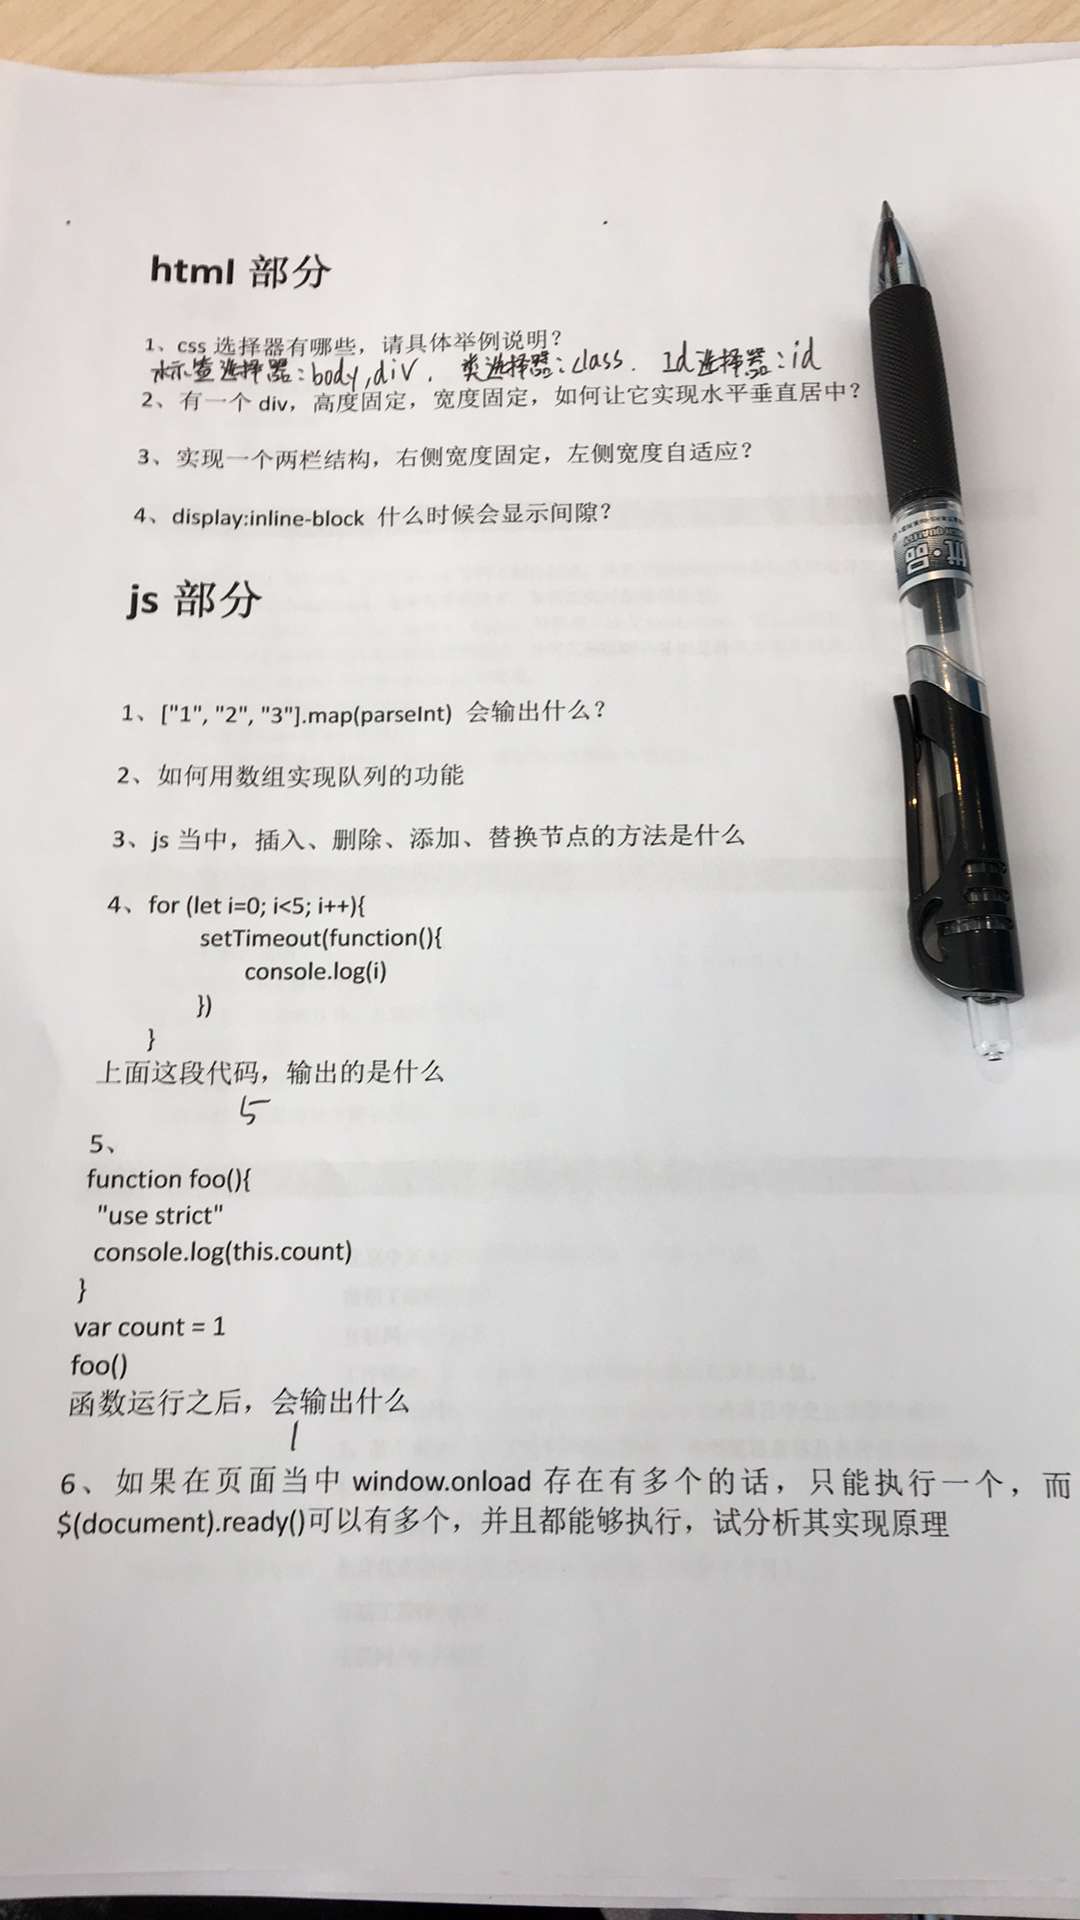 html 部分
1、css 选择器有哪些，请具体举例说明？
标签选择器：body,div． 类选择器：class． Id选择器：id
2、有一个 div，高度固定，宽度固定，如何让它实现水平垂直居中？
3、实现一个两栏结构，右侧宽度固定，左侧宽度自适应？
4、display:inline-block 什么时候会显示间隙？
js 部分
1、["1", "2", "3"].map(parseInt) 会输出什么？
2、如何用数组实现队列的功能
3、js 当中，插入、删除、添加、替换节点的方法是什么
4、for (let i=0; i<5; i++){
setTimeout(function(){
console.log(i)
})
}
上面这段代码，输出的是什么
5
5、
function foo(){
"use strict"
console.log(this.count)
}
var count = 1
foo()
函数运行之后，会输出什么
1
6、如果在页面当中 window.onload 存在有多个的话，只能执行一个，而
$(document).ready()可以有多个，并且都能够执行，试分析其实现原理
优·品